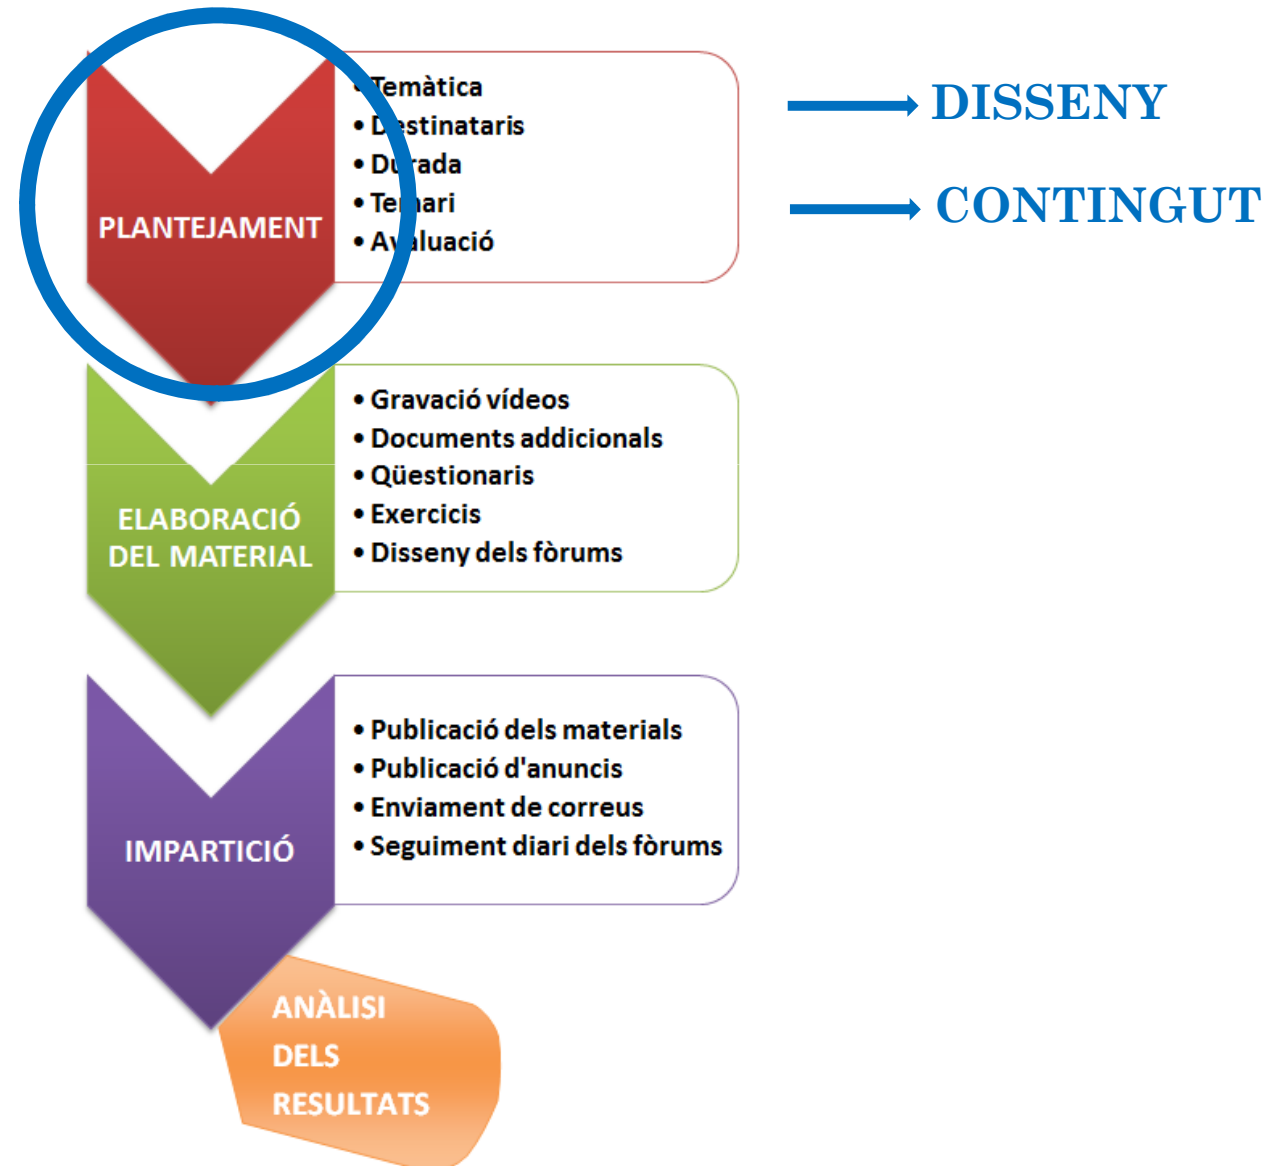 PLANTEJAMENT
• Temàtica
• Destinataris
• Durada
• Temari
• Avaluació
DISSENY
CONTINGUT
ELABORACIÓ
DEL MATERIAL
• Gravació vídeos
• Documents addicionals
• Qüestionaris
• Exercicis
• Disseny dels fòrums
IMPARTICIÓ
• Publicació dels materials
• Publicació d'anuncis
• Enviament de correus
• Seguiment diari dels fòrums
ANÀLISI
DELS
RESULTATS